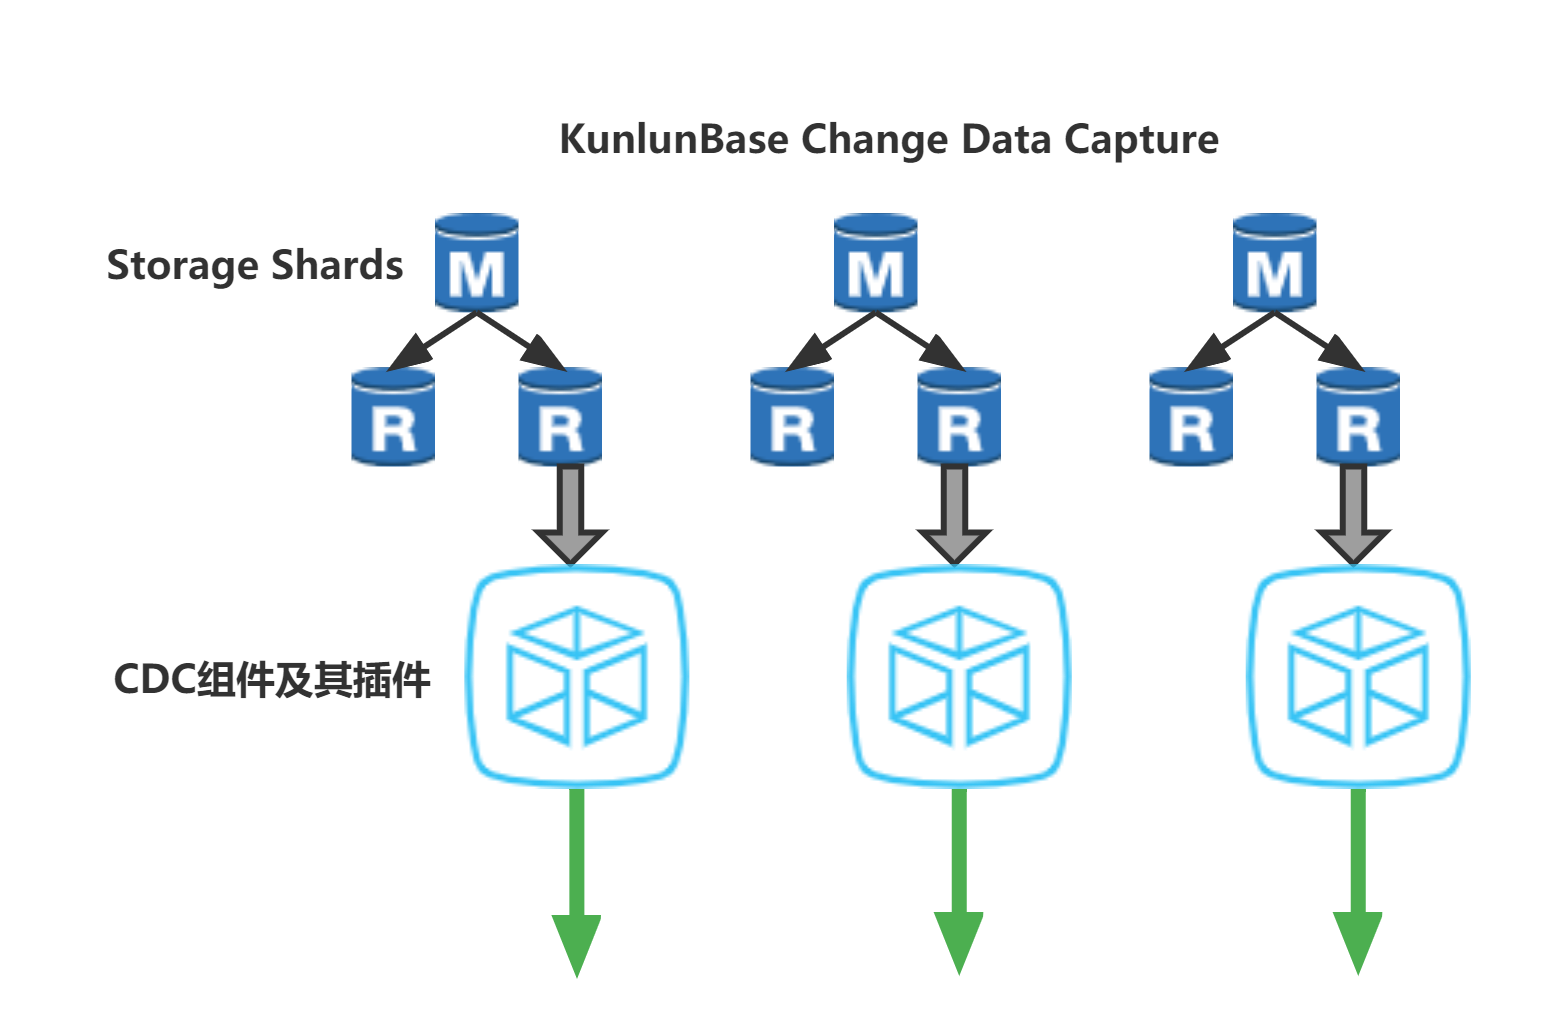 KunlunBase Change Data Capture
Storage Shards
M
M
M
R
R
R
R
R
R
CDC组件及其插件